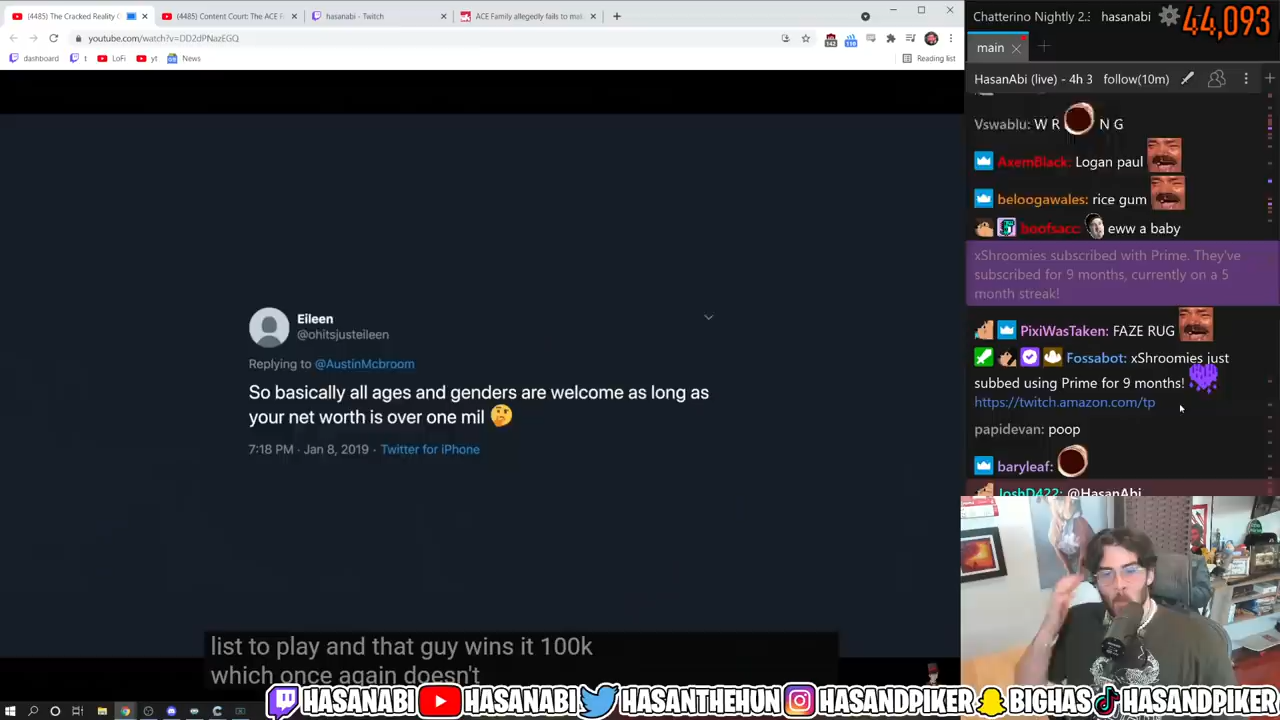 (4485) The Cracked Reality O
(4485) Content Court: The ACE F
hasanabi - Twitch
ACE Family allegedly fails to mak
youtube.com/watch?v=DD2dPNazEGQ
142
110
dashboard
t
LoFi
yt
News
Reading list
Eileen
@ohitsjusteileen
Replying to @AustinMcbroom
So basically all ages and genders are welcome as long as
your net worth is over one mil 🤔
7:18 PM · Jan 8, 2019 · Twitter for iPhone
list to play and that guy wins it 100k
which once again doesn't
Chatterino Nightly 2.
hasanabi
44,093
main
HasanAbi (live) - 4h 3
follow(10m)
Vswablu: W R N G
AxemBlack: Logan paul
beloogawales: rice gum
boofsacc: eww a baby
xShroomies subscribed with Prime. They've
subscribed for 9 months, currently on a 5
month streak!
PixiWasTaken: FAZE RUG
Fossabot: xShroomies just
subbed using Prime for 9 months!
https://twitch.amazon.com/tp
papidevan: poop
baryleaf:
JoshD422: @HasanAbi
HASANABI
HASANABI
HASANTHEHUN
HASANDPIKER
BIGHAS
HASANDPIKER